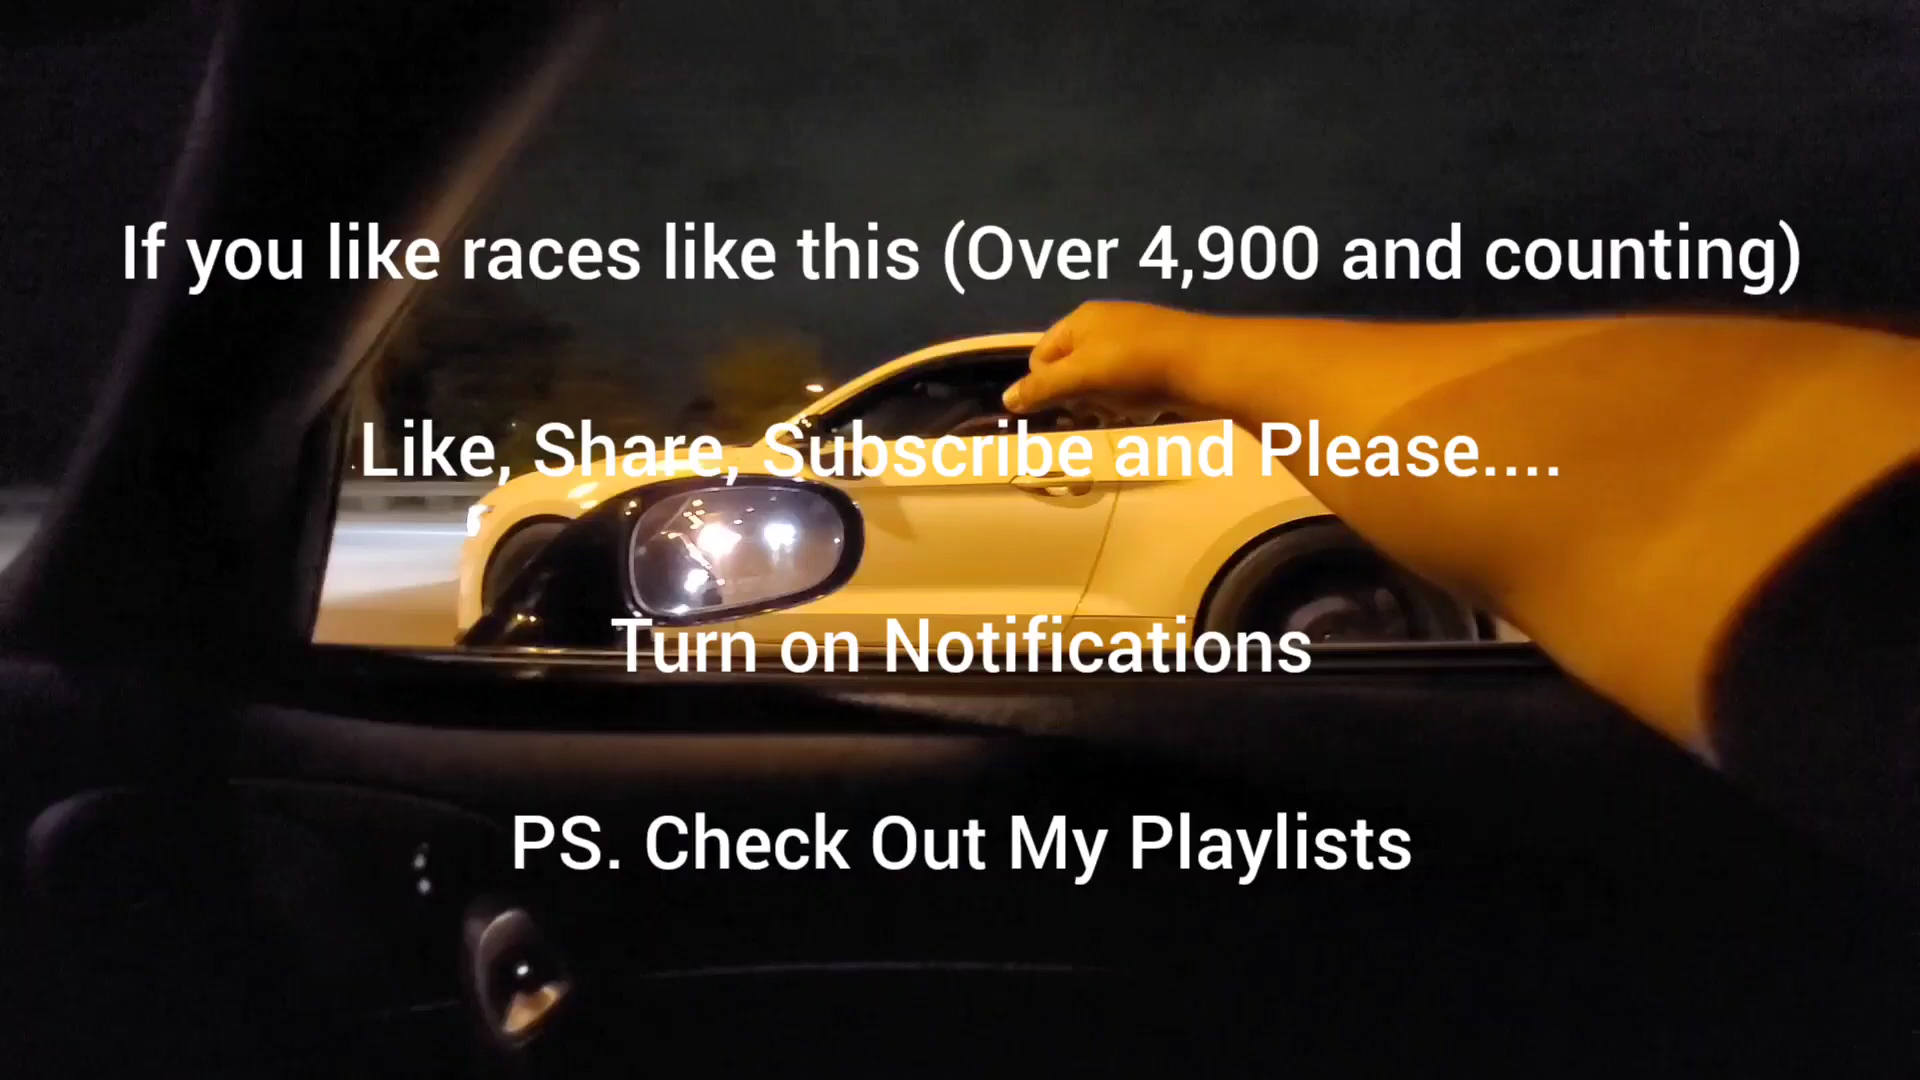 If you like races like this (Over 4,900 and counting)
Like, Share, Subscribe and Please....
Turn on Notifications
PS. Check Out My Playlists